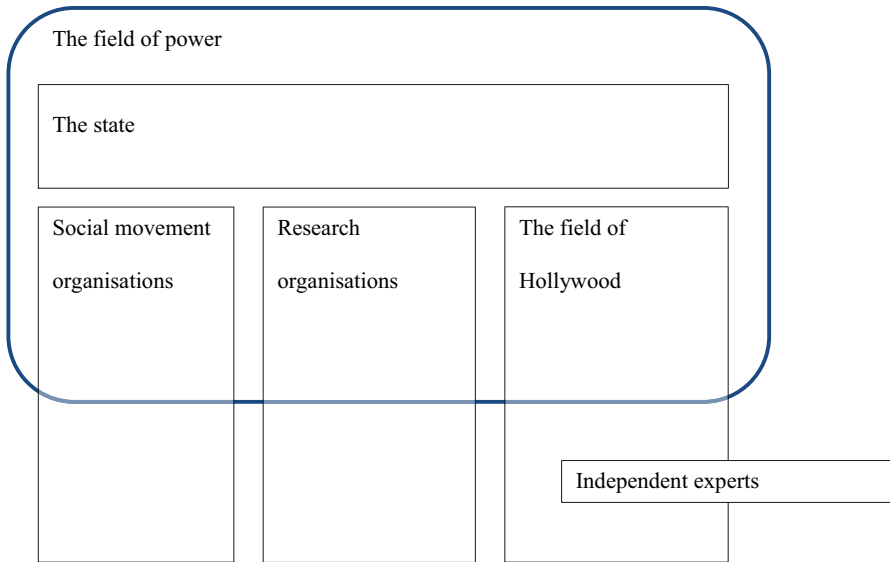 The field of power
The state
Social movement
organisations
Research
organisations
The field of
Hollywood
Independent experts